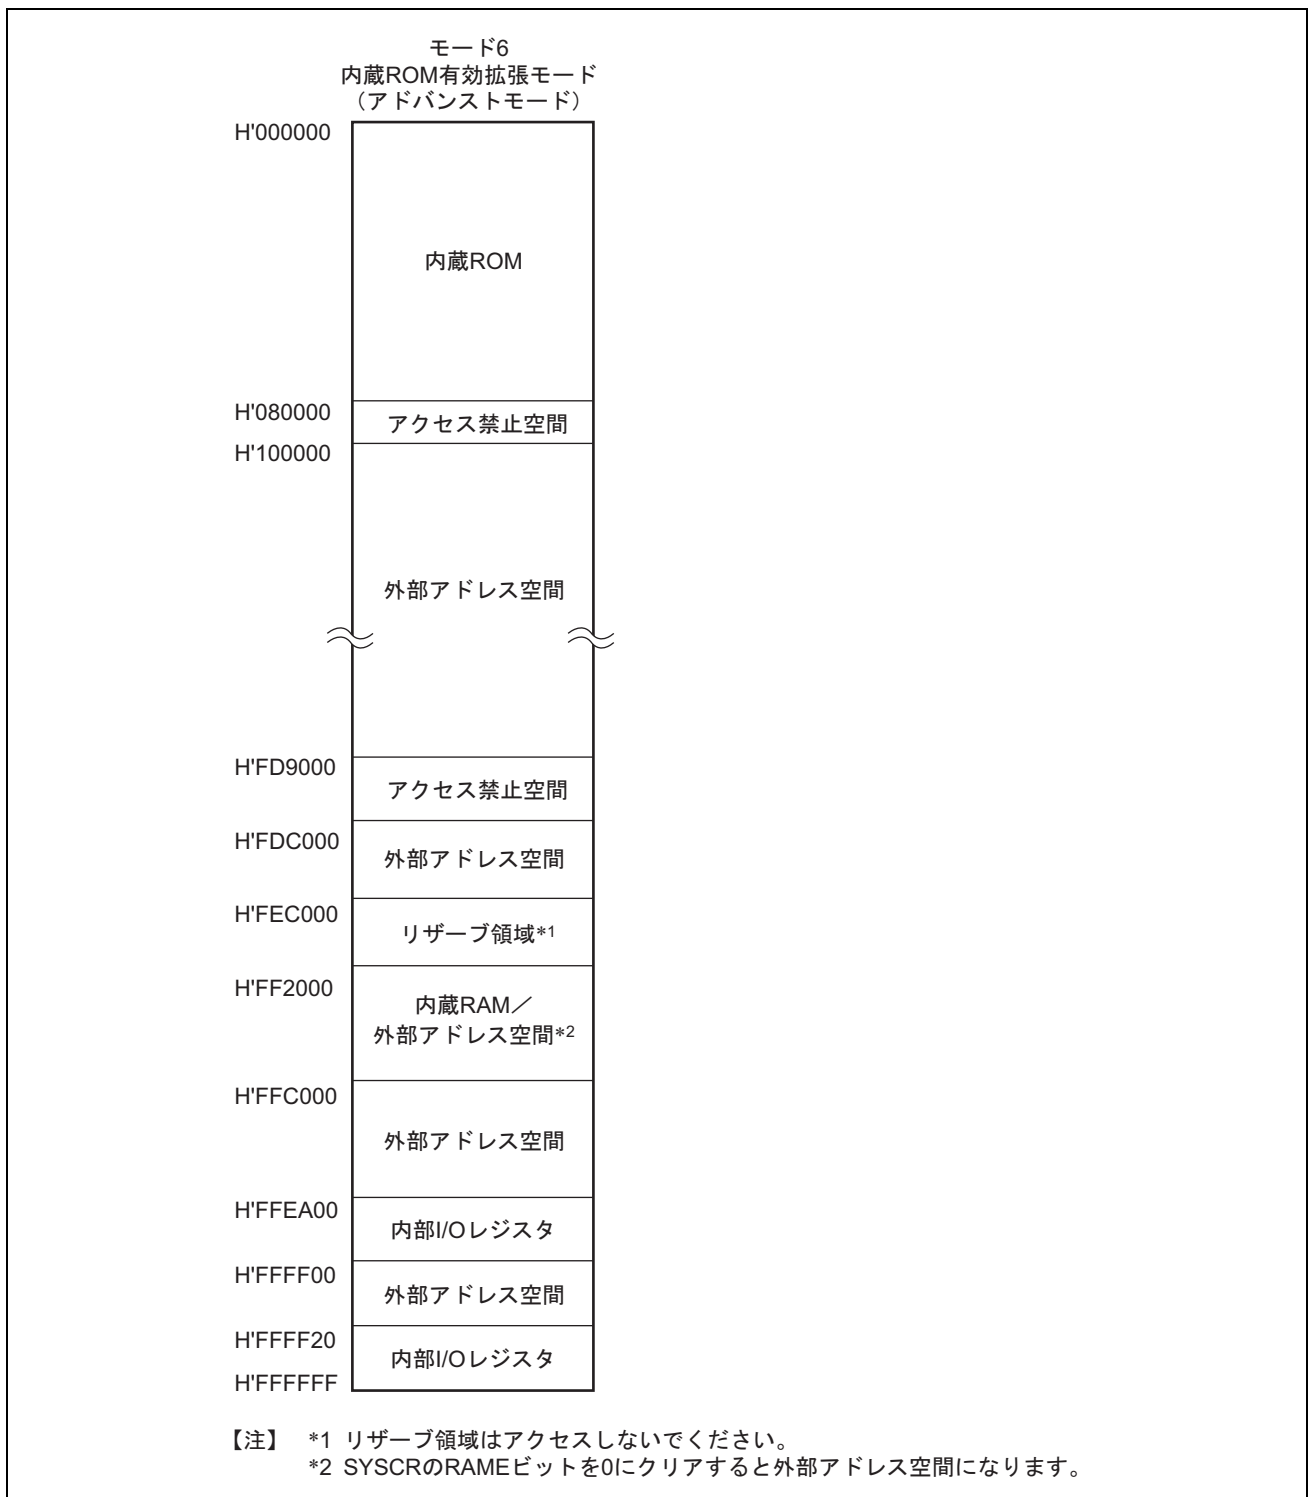 モード6
内蔵ROM有効拡張モード
（アドバンストモード）
H'000000
内蔵ROM
H'080000
アクセス禁止空間
H'100000
外部アドレス空間
H'FD9000
アクセス禁止空間
H'FDC000
外部アドレス空間
H'FEC000
リザーブ領域*1
H'FF2000
内蔵RAM／
外部アドレス空間*2
H'FFC000
外部アドレス空間
H'FFEA00
内部I/Oレジスタ
H'FFFF00
外部アドレス空間
H'FFFF20
内部I/Oレジスタ
H'FFFFFF
【注】 *1 リザーブ領域はアクセスしないでください。
*2 SYSCRのRAMEビットを0にクリアすると外部アドレス空間になります。